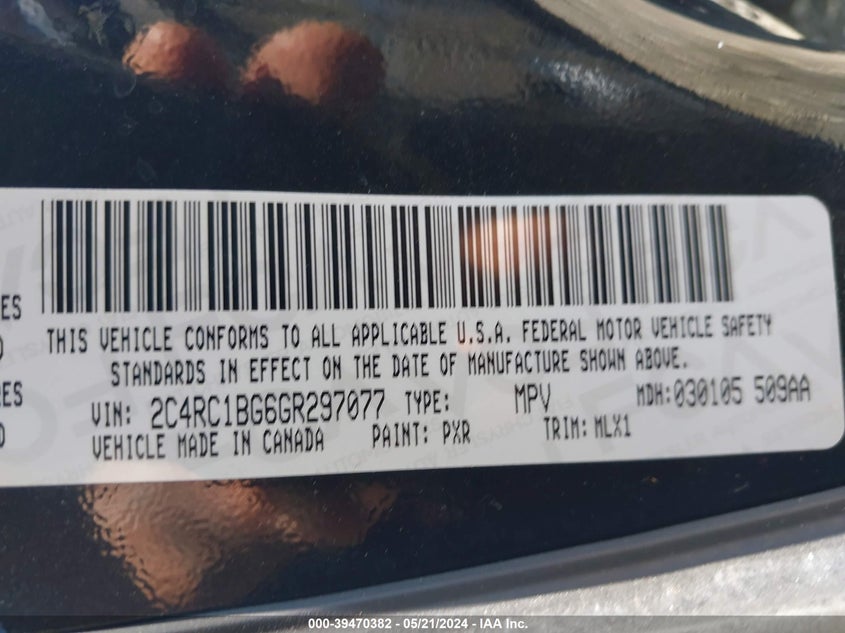 ES
THIS VEHICLE CONFORMS TO ALL APPLICABLE U.S.A. FEDERAL MOTOR VEHICLE SAFETY
STANDARDS IN EFFECT ON THE DATE OF MANUFACTURE SHOWN ABOVE.
RES
VIN: 2C4RC1BG6GR297077 TYPE: MPV MDH:030105 509AA
D
VEHICLE MADE IN CANADA PAINT: PXR TRIM: MLX1
000-39470382 - 05/21/2024 - IAA Inc.